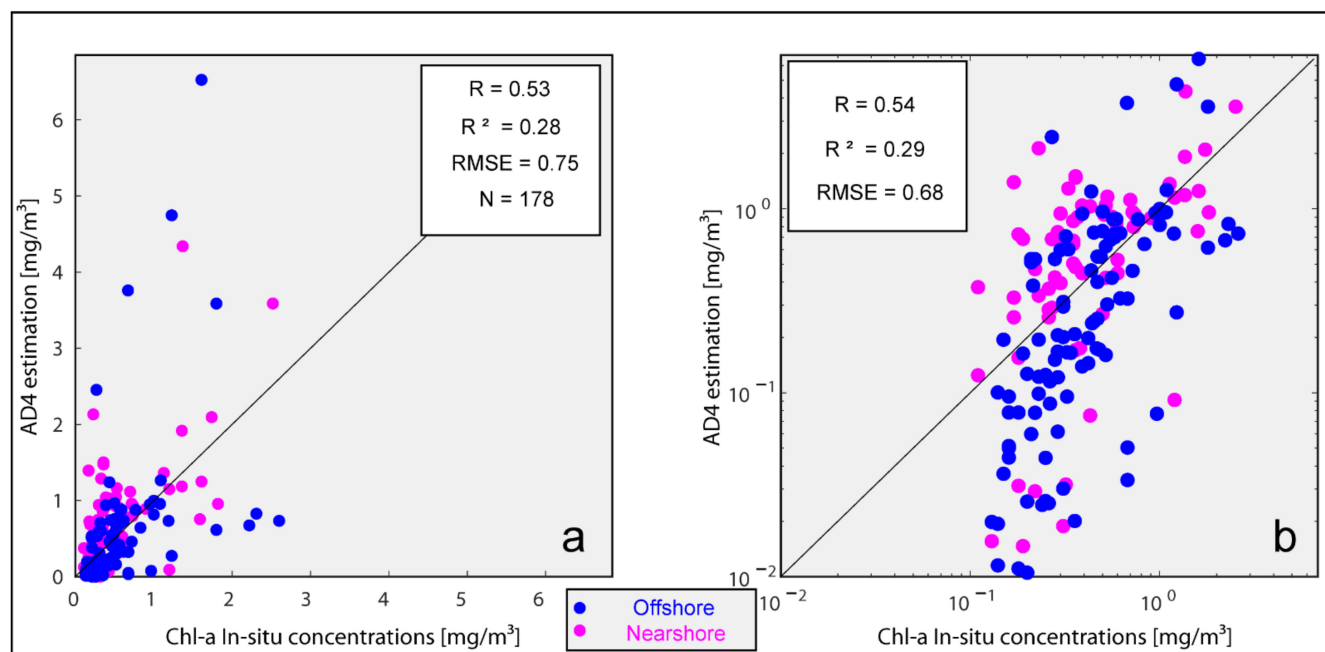 R = 0.53
R ² = 0.28
RMSE = 0.75
N = 178
AD4 estimation [mg/m³]
6
5
4
3
2
1
0
0 1 2 3 4 5 6
Chl-a In-situ concentrations [mg/m³]
a
R = 0.54
R ² = 0.29
RMSE = 0.68
AD4 estimation [mg/m³]
10⁰
10⁻¹
10⁻²
10⁻² 10⁻¹ 10⁰
Chl-a In-situ concentrations [mg/m³]
b
Offshore
Nearshore